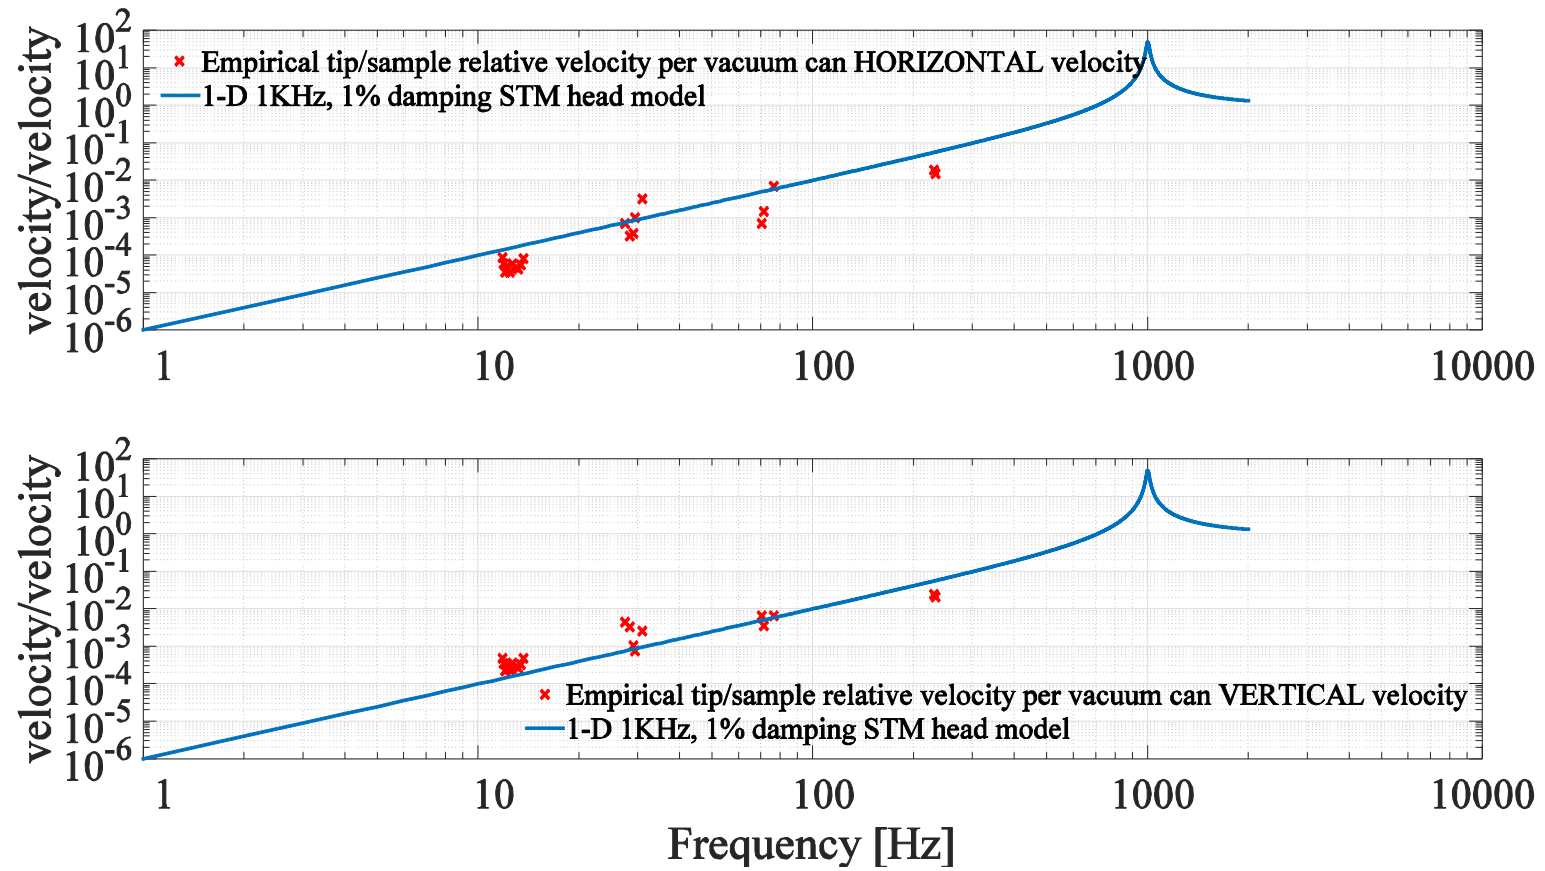 velocity/velocity
10^2
10^1
10^0
10^-1
10^-2
10^-3
10^-4
10^-5
10^-6
Empirical tip/sample relative velocity per vacuum can HORIZONTAL velocity
1-D 1KHz, 1% damping STM head model
1 10 100 1000 10000
velocity/velocity
10^2
10^1
10^0
10^-1
10^-2
10^-3
10^-4
10^-5
10^-6
Empirical tip/sample relative velocity per vacuum can VERTICAL velocity
1-D 1KHz, 1% damping STM head model
1 10 100 1000 10000
Frequency [Hz]